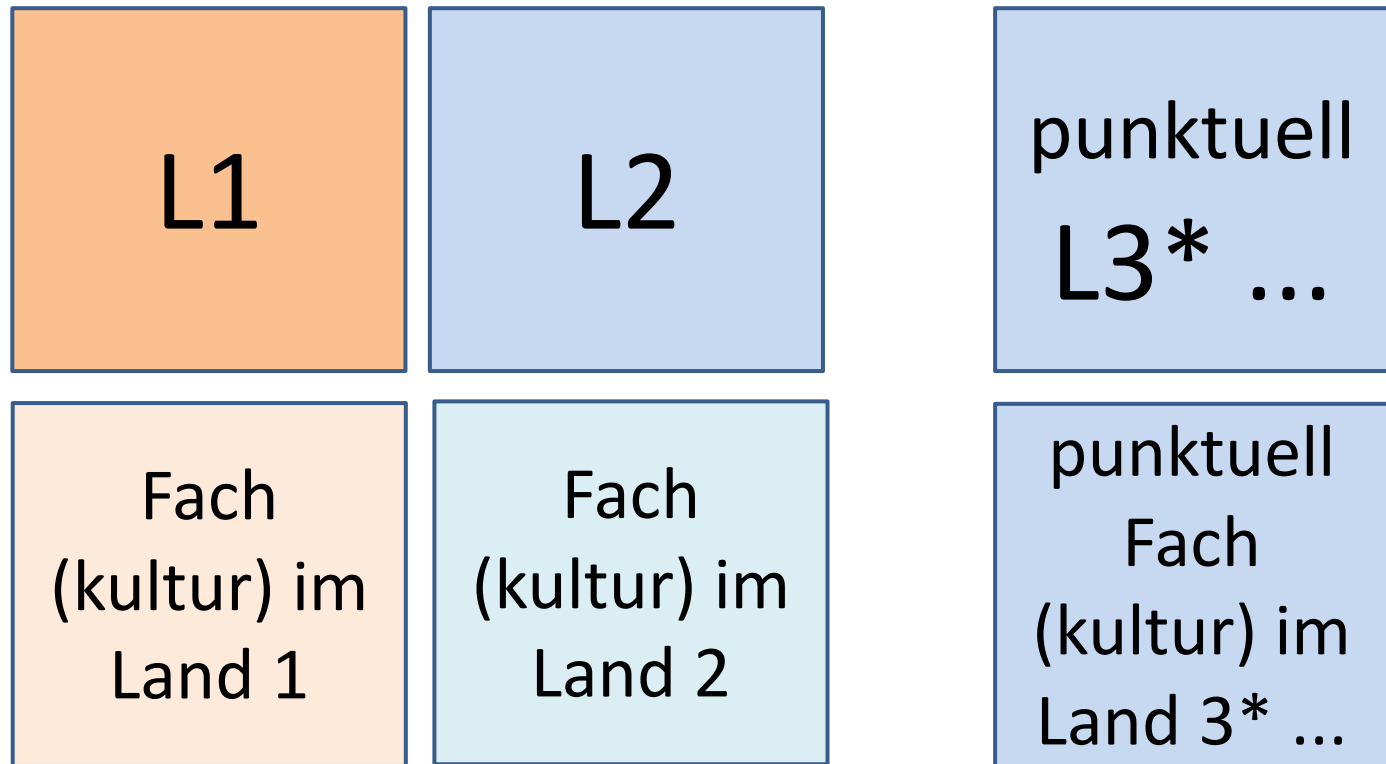 L1
L2
punktuell
L3* ...
Fach
(kultur) im
Land 1
Fach
(kultur) im
Land 2
punktuell
Fach
(kultur) im
Land 3* ...